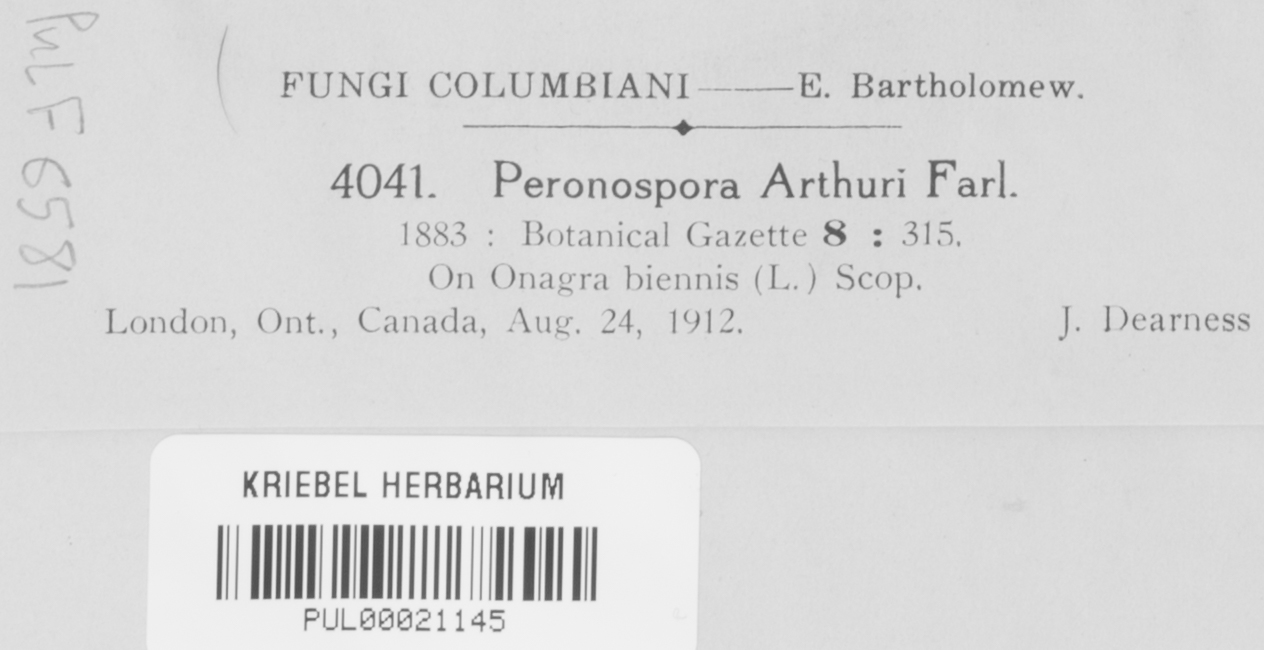 PUL F 6581
FUNGI COLUMBIANI——E. Bartholomew.
4041. Peronospora Arthuri Farl.
1883 : Botanical Gazette 8 : 315.
On Onagra biennis (L.) Scop.
London, Ont., Canada, Aug. 24, 1912. J. Dearness
KRIEBEL HERBARIUM
PUL00021145